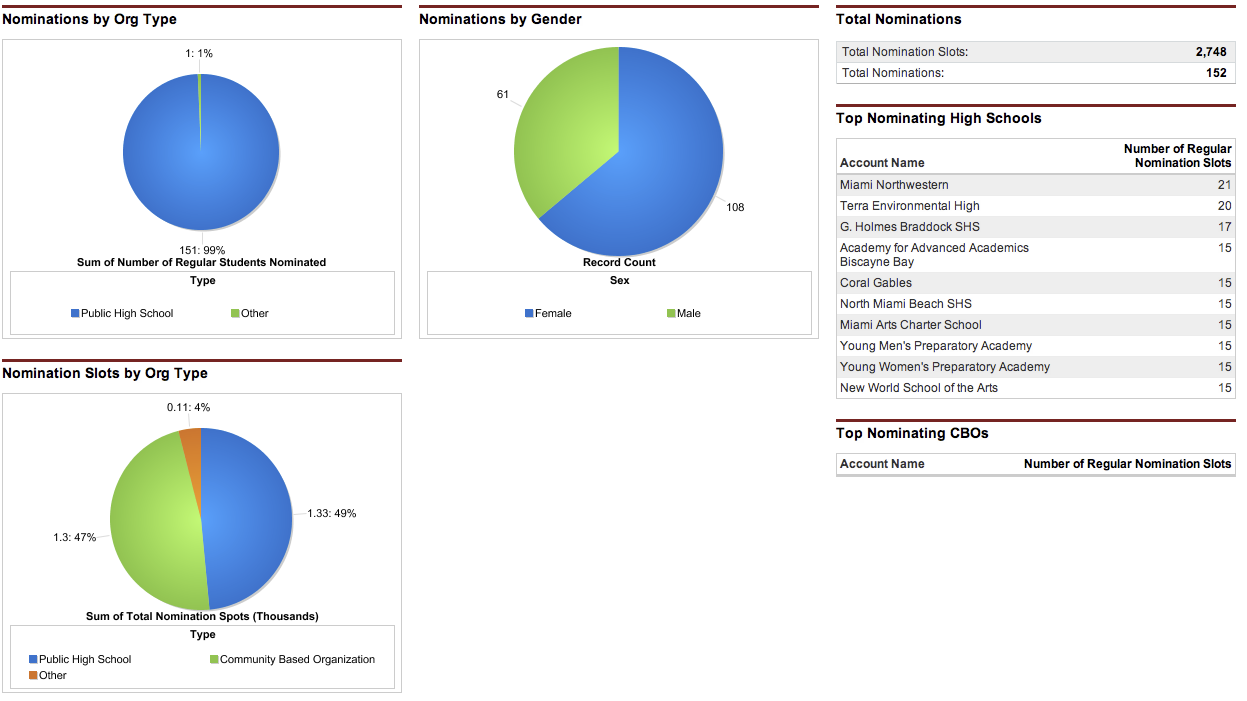 Nominations by Org Type
1: 1%
151: 99%
Sum of Number of Regular Students Nominated
Type
Public High School
Other
Nominations by Gender
61
108
Record Count
Sex
Female
Male
Total Nominations
Total Nomination Slots: 2,748
Total Nominations: 152
Top Nominating High Schools
Account Name Number of Regular
Nomination Slots
Miami Northwestern 21
Terra Environmental High 20
G. Holmes Braddock SHS 17
Academy for Advanced Academics 15
Biscayne Bay
Coral Gables 15
North Miami Beach SHS 15
Miami Arts Charter School 15
Young Men's Preparatory Academy 15
Young Women's Preparatory Academy 15
New World School of the Arts 15
Top Nominating CBOs
Account Name Number of Regular Nomination Slots
Nomination Slots by Org Type
0.11: 4%
1.33: 49%
1.3: 47%
Sum of Total Nomination Spots (Thousands)
Type
Public High School
Community Based Organization
Other